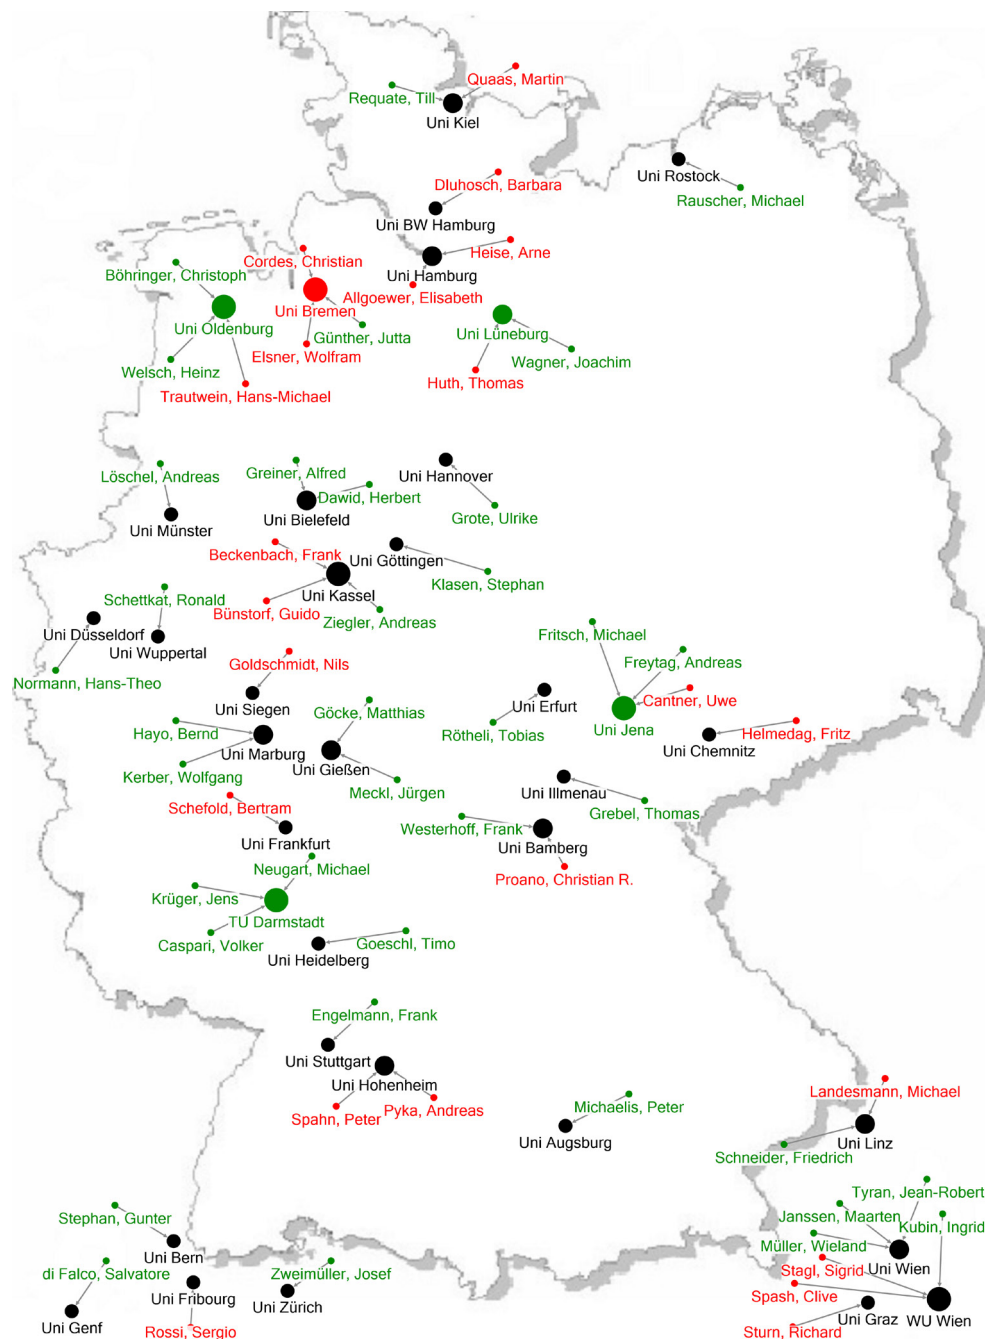 Quaas, Martin
Requate, Till
Uni Kiel
Uni Rostock
Rauscher, Michael
Dluhosch, Barbara
Uni BW Hamburg
Heise, Arne
Cordes, Christian
Uni Hamburg
Böhringer, Christoph
Allgoewer, Elisabeth
Uni Bremen
Uni Oldenburg
Uni Lüneburg
Günther, Jutta
Elsner, Wolfram
Wagner, Joachim
Welsch, Heinz
Huth, Thomas
Trautwein, Hans-Michael
Greiner, Alfred
Löschel, Andreas
Uni Hannover
Dawid, Herbert
Uni Bielefeld
Grote, Ulrike
Uni Münster
Beckenbach, Frank
Uni Göttingen
Klasen, Stephan
Uni Kassel
Schettkat, Ronald
Bünstorf, Guido
Ziegler, Andreas
Uni Düsseldorf
Fritsch, Michael
Uni Wuppertal
Goldschmidt, Nils
Freytag, Andreas
Normann, Hans-Theo
Cantner, Uwe
Uni Siegen
Göcke, Matthias
Uni Erfurt
Hayo, Bernd
Rötheli, Tobias
Uni Jena
Helmedag, Fritz
Uni Chemnitz
Uni Marburg
Uni Gießen
Kerber, Wolfgang
Meckl, Jürgen
Uni Illmenau
Schefold, Bertram
Grebel, Thomas
Westerhoff, Frank
Uni Frankfurt
Uni Bamberg
Neugart, Michael
Proano, Christian R.
Krüger, Jens
TU Darmstadt
Caspari, Volker
Goeschl, Timo
Uni Heidelberg
Engelmann, Frank
Uni Stuttgart
Uni Hohenheim
Landesmann, Michael
Pyka, Andreas
Michaelis, Peter
Spahn, Peter
Uni Augsburg
Uni Linz
Schneider, Friedrich
Tyran, Jean-Robert
Stephan, Gunter
Janssen, Maarten
Kubin, Ingrid
Müller, Wieland
Uni Bern
Uni Wien
di Falco, Salvatore
Zweimüller, Josef
Stagl, Sigrid
Uni Fribourg
Spash, Clive
Uni Zürich
Uni Genf
Uni Graz
WU Wien
Rossi, Sergio
Sturn, Richard